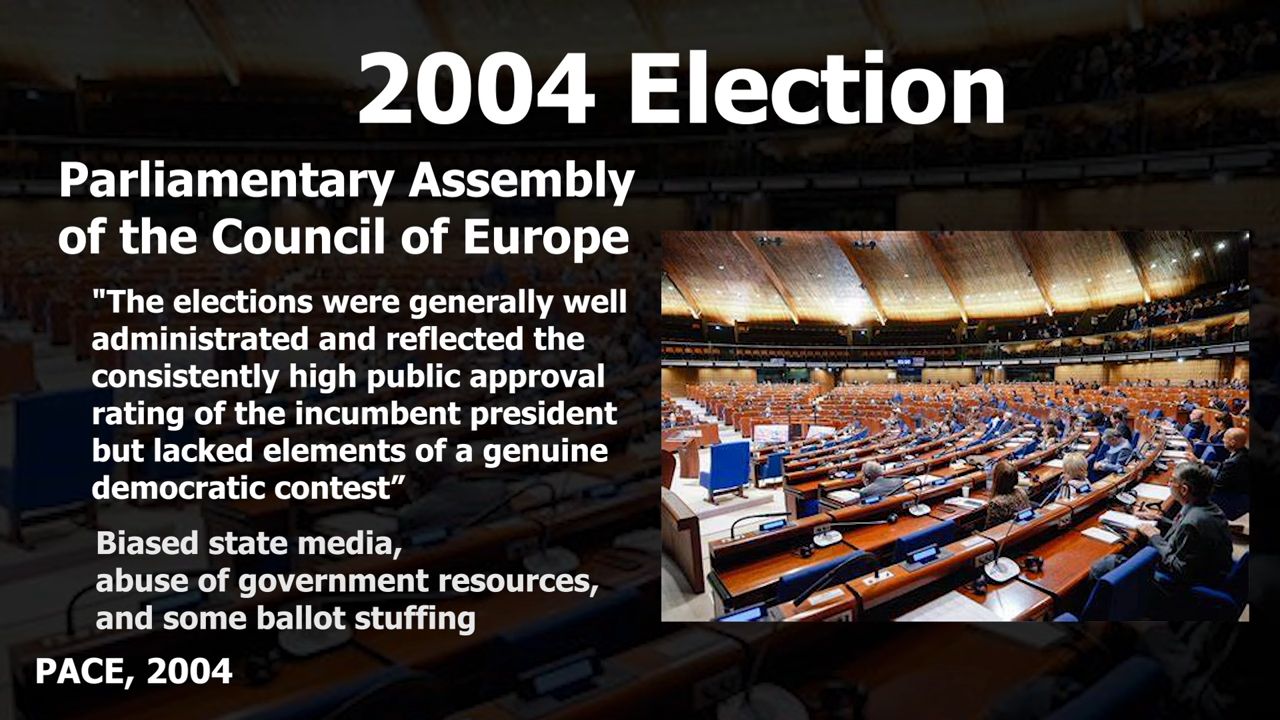 2004 Election
Parliamentary Assembly
of the Council of Europe
"The elections were generally well
administrated and reflected the
consistently high public approval
rating of the incumbent president
but lacked elements of a genuine
democratic contest”
Biased state media,
abuse of government resources,
and some ballot stuffing
PACE, 2004